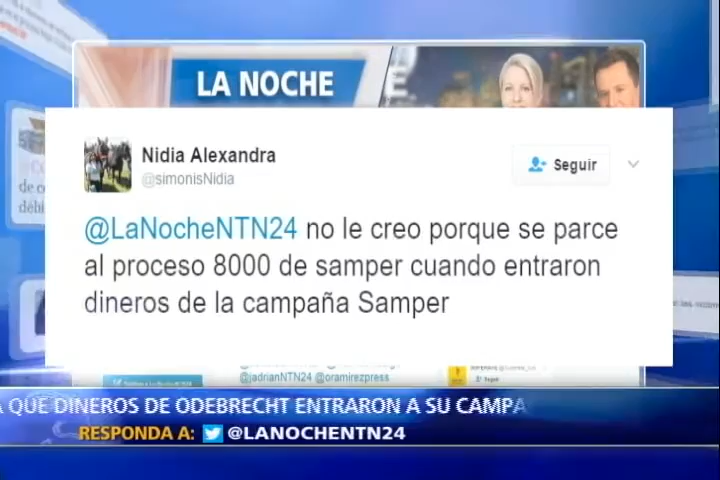 LA NOCHE
Nidia Alexandra
@simonisNidia
Seguir
@LaNocheNTN24 no le creo porque se parce
al proceso 8000 de samper cuando entraron
dineros de la campaña Samper
@jadrianNTN24 @oramirezpress
A QUE DINEROS DE ODEBRECHT ENTRARON A SU CAMPA
RESPONDA A: @LANOCHENTN24